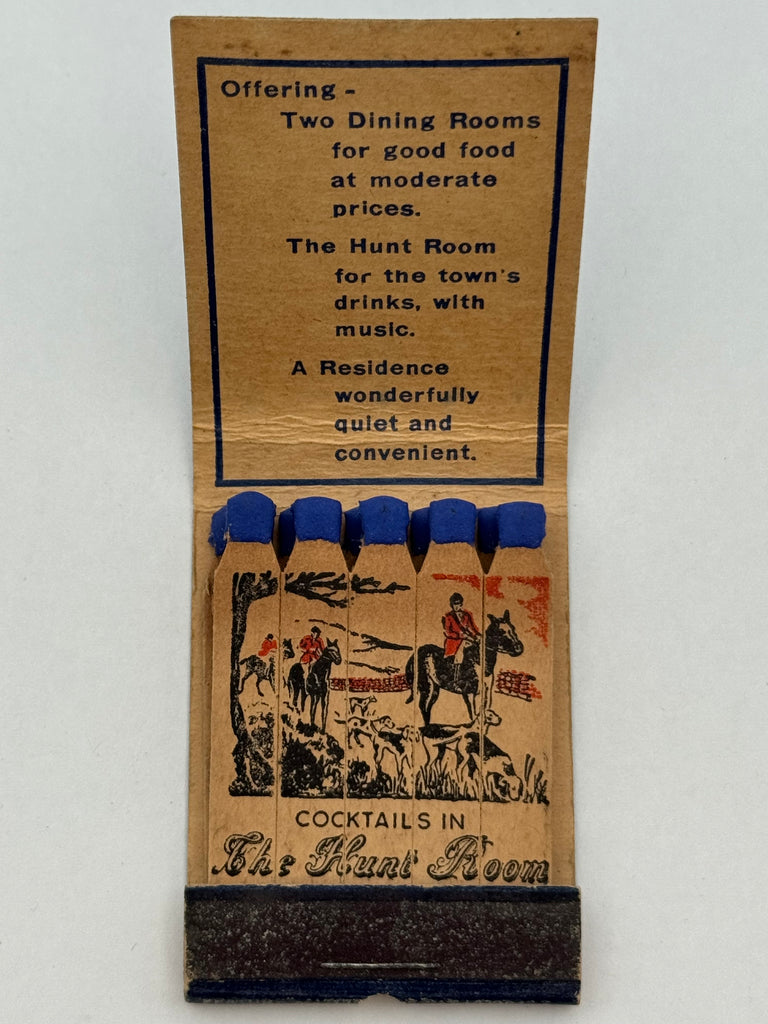 Offering -
Two Dining Rooms
for good food
at moderate
prices.
The Hunt Room
for the town's
drinks, with
music.
A Residence
wonderfully
quiet and
convenient.
COCKTAILS IN
The Hunt Room